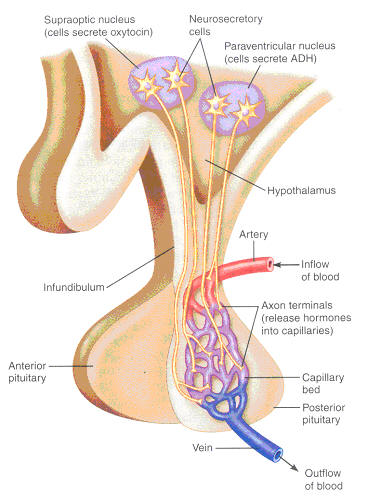 Supraoptic nucleus
(cells secrete oxytocin)
Neurosecretory
cells
Paraventricular nucleus
(cells secrete ADH)
Hypothalamus
Artery
Inflow
of blood
Infundibulum
Axon terminals
(release hormones
into capillaries)
Anterior
pituitary
Capillary
bed
Posterior
pituitary
Vein
Outflow
of blood